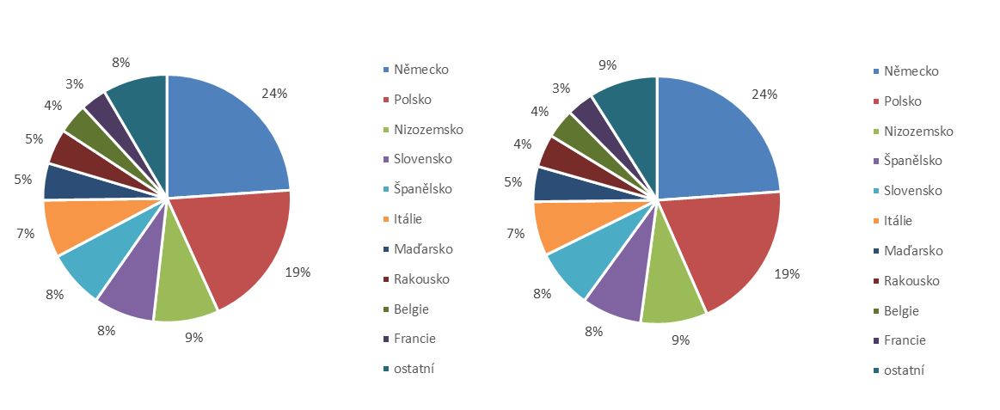 8%
3%
4%
5%
5%
7%
8%
8%
9%
19%
24%
Německo
Polsko
Nizozemsko
Slovensko
Španělsko
Itálie
Maďarsko
Rakousko
Belgie
Francie
ostatní
9%
3%
4%
4%
5%
7%
8%
8%
9%
19%
24%
Německo
Polsko
Nizozemsko
Španělsko
Slovensko
Itálie
Maďarsko
Rakousko
Belgie
Francie
ostatní